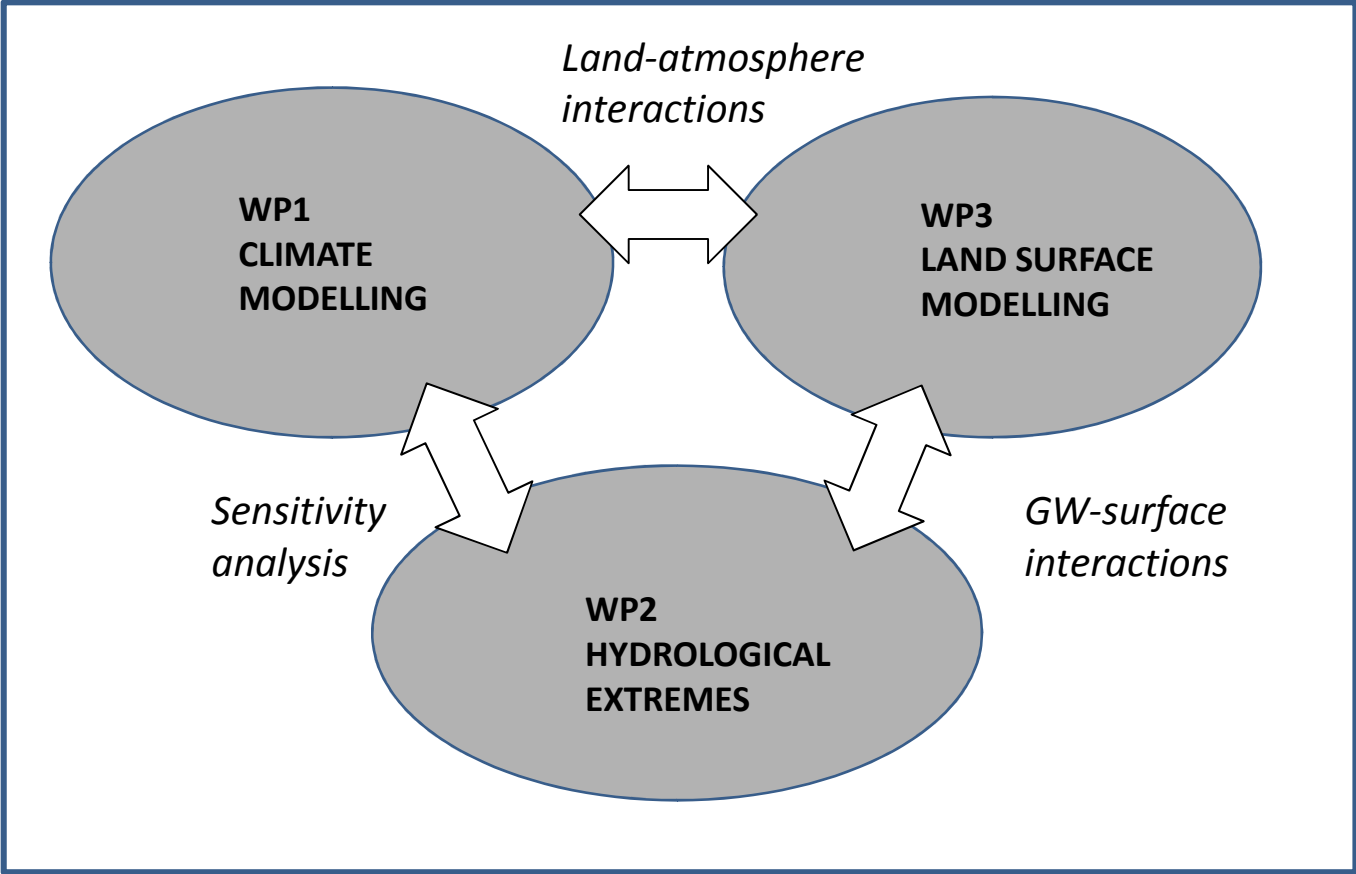 Land-atmosphere
interactions
WP1
CLIMATE
MODELLING
WP3
LAND SURFACE
MODELLING
Sensitivity
analysis
GW-surface
interactions
WP2
HYDROLOGICAL
EXTREMES